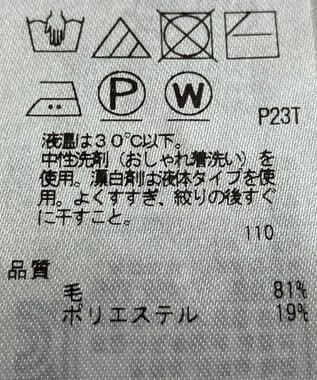 P W
P23T
液温は30℃以下。
中性洗剤（おしゃれ着洗い）を
使用。漂白剤は液体タイプを使
用。よくすすぎ、絞りの後すぐ
に干すこと。
110
品質
毛 81%
ポリエステル 19%